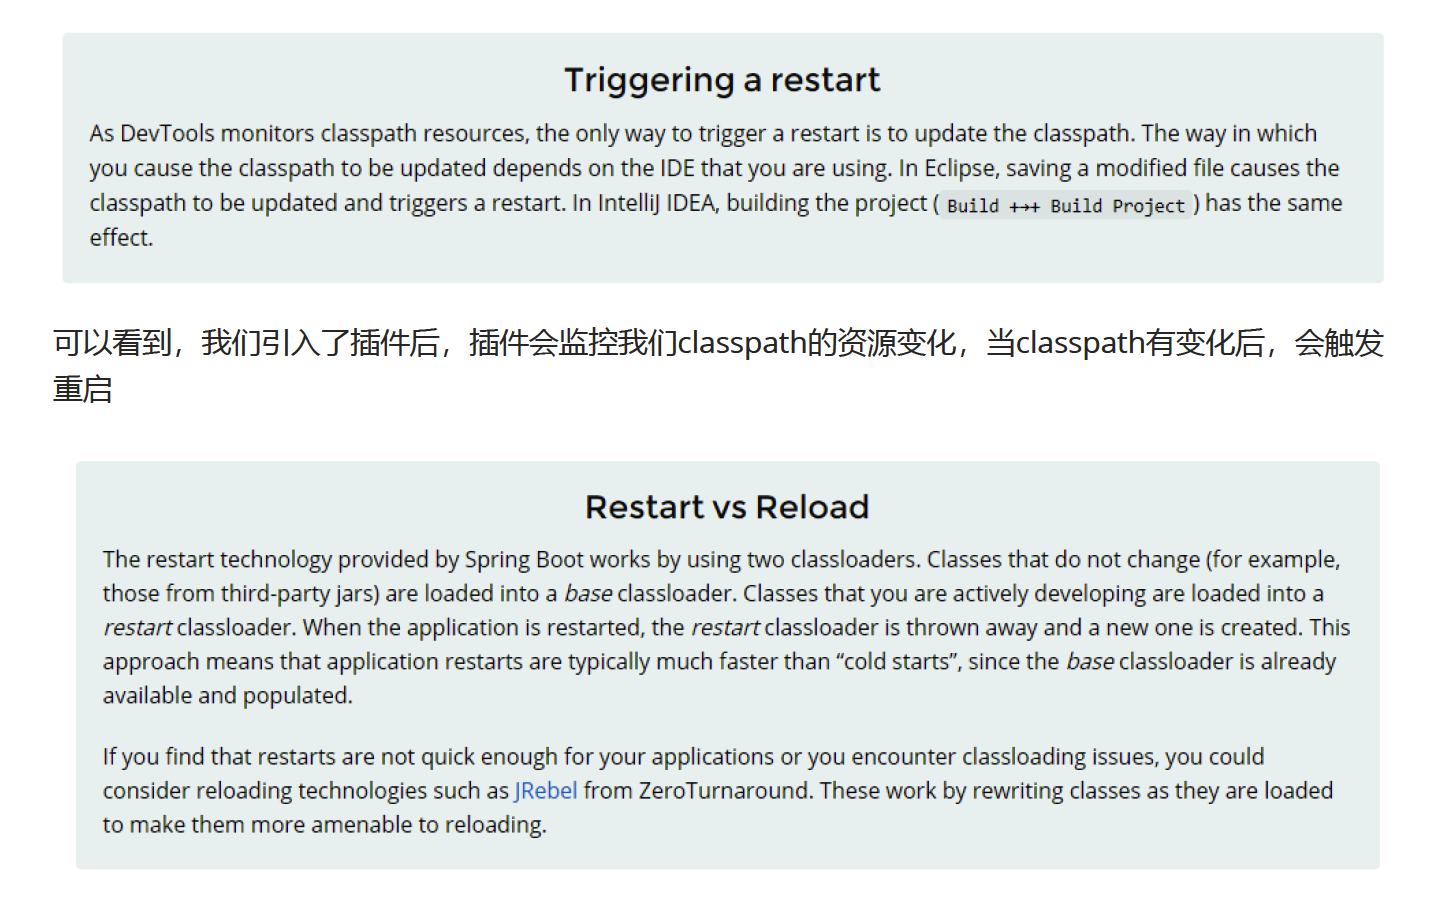 Triggering a restart
As DevTools monitors classpath resources, the only way to trigger a restart is to update the classpath. The way in which
you cause the classpath to be updated depends on the IDE that you are using. In Eclipse, saving a modified file causes the
classpath to be updated and triggers a restart. In IntelliJ IDEA, building the project ( Build +→+ Build Project ) has the same
effect.
可以看到，我们引入了插件后，插件会监控我们classpath的资源变化，当classpath有变化后，会触发
重启
Restart vs Reload
The restart technology provided by Spring Boot works by using two classloaders. Classes that do not change (for example,
those from third-party jars) are loaded into a base classloader. Classes that you are actively developing are loaded into a
restart classloader. When the application is restarted, the restart classloader is thrown away and a new one is created. This
approach means that application restarts are typically much faster than “cold starts”, since the base classloader is already
available and populated.
If you find that restarts are not quick enough for your applications or you encounter classloading issues, you could
consider reloading technologies such as JRebel from ZeroTurnaround. These work by rewriting classes as they are loaded
to make them more amenable to reloading.